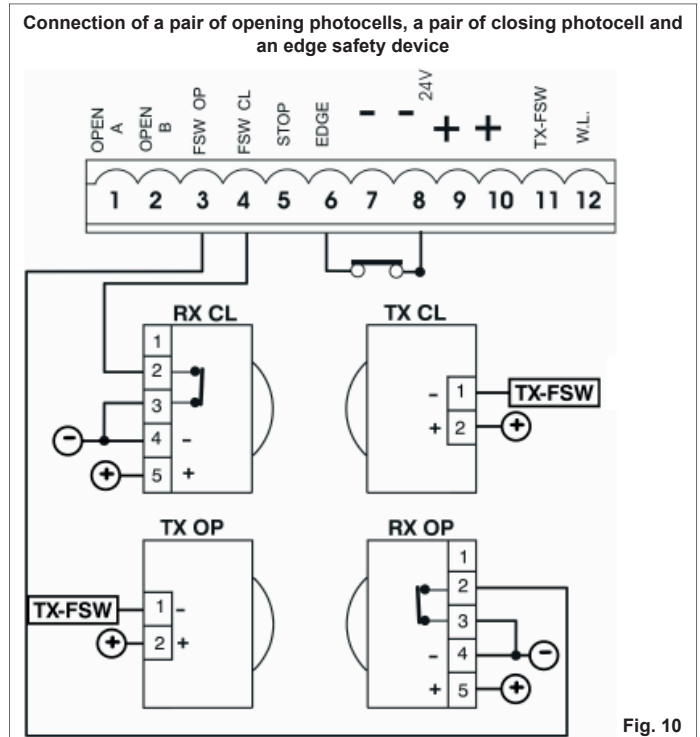 Connection of a pair of opening photocells, a pair of closing photocell and
an edge safety device
OPEN A
OPEN B
FSW OP
FSW CL
STOP
EDGE
-
-
24V
+
+
TX-FSW
W.L.
1 2 3 4 5 6 7 8 9 10 11 12
RX CL
1
2
3
- 4 -
+ 5 +
TX CL
- 1 TX-FSW
+ 2 +
TX OP
TX-FSW 1 -
+ 2 +
RX OP
1
2
3
- 4 -
+ 5 +
Fig. 10